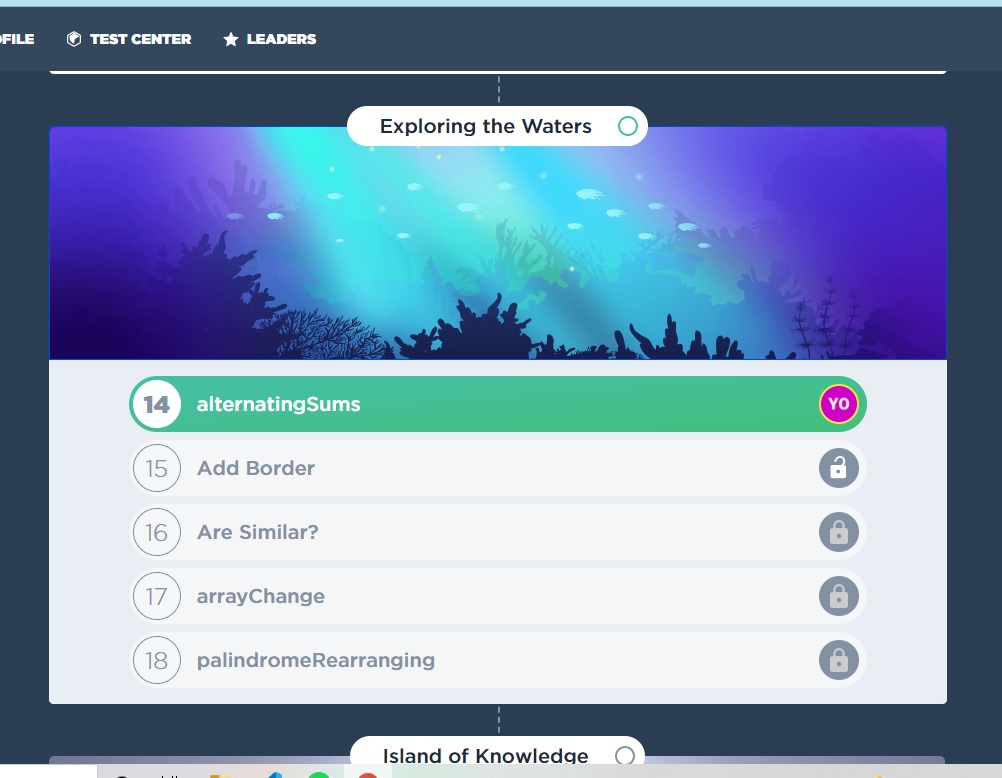 OFILE
TEST CENTER
LEADERS
Exploring the Waters
14 alternatingSums YO
15 Add Border
16 Are Similar?
17 arrayChange
18 palindromeRearranging
Island of Knowledge